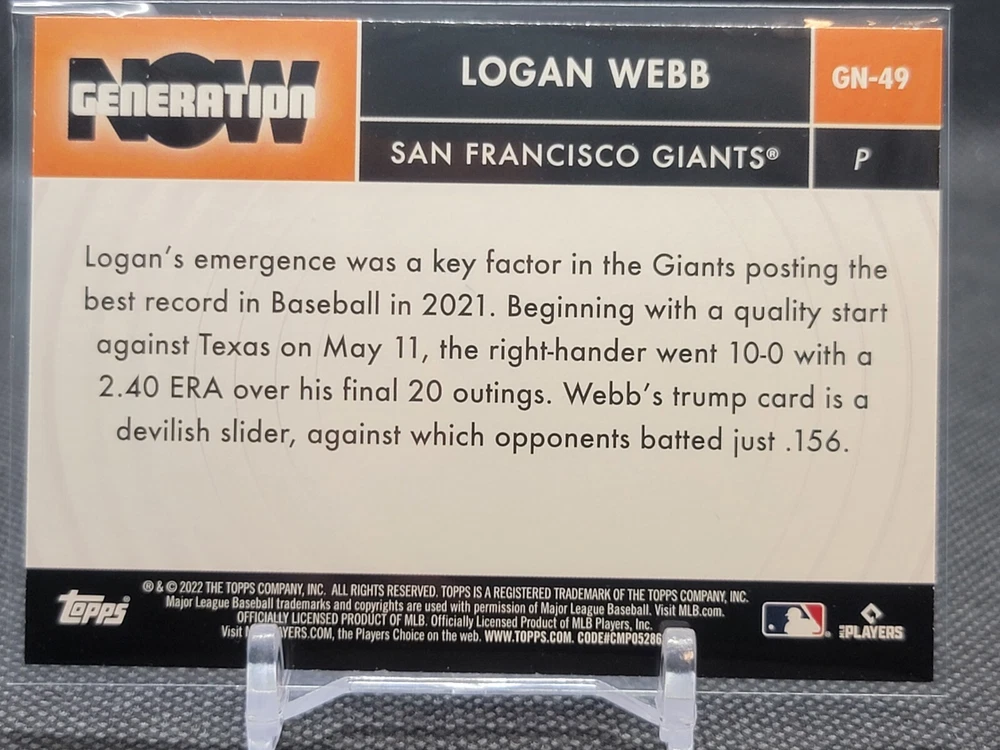 GENERATION
NOW
LOGAN WEBB
GN-49
SAN FRANCISCO GIANTS®
P
Logan's emergence was a key factor in the Giants posting the
best record in Baseball in 2021. Beginning with a quality start
against Texas on May 11, the right-hander went 10-0 with a
2.40 ERA over his final 20 outings. Webb's trump card is a
devilish slider, against which opponents batted just .156.
topps®
® & © 2022 THE TOPPS COMPANY, INC. ALL RIGHTS RESERVED. TOPPS IS A REGISTERED TRADEMARK OF THE TOPPS COMPANY, INC.
Major League Baseball trademarks and copyrights are used with permission of Major League Baseball. Visit MLB.com.
OFFICIALLY LICENSED PRODUCT OF MLB. Officially Licensed Product of MLB Players, Inc.
Visit the Players Choice on the web. WWW.TOPPS.COM. CODE#CMP05286
PLAYERS